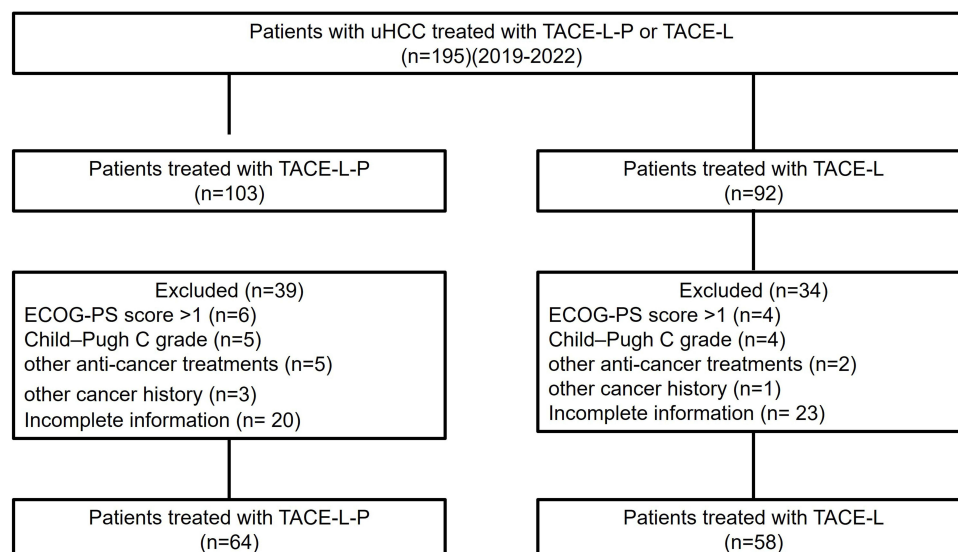 Patients with uHCC treated with TACE-L-P or TACE-L
(n=195)(2019-2022)
Patients treated with TACE-L-P
(n=103)
Patients treated with TACE-L
(n=92)
Excluded (n=39)
ECOG-PS score >1 (n=6)
Child–Pugh C grade (n=5)
other anti-cancer treatments (n=5)
other cancer history (n=3)
Incomplete information (n= 20)
Excluded (n=34)
ECOG-PS score >1 (n=4)
Child–Pugh C grade (n=4)
other anti-cancer treatments (n=2)
other cancer history (n=1)
Incomplete information (n= 23)
Patients treated with TACE-L-P
(n=64)
Patients treated with TACE-L
(n=58)